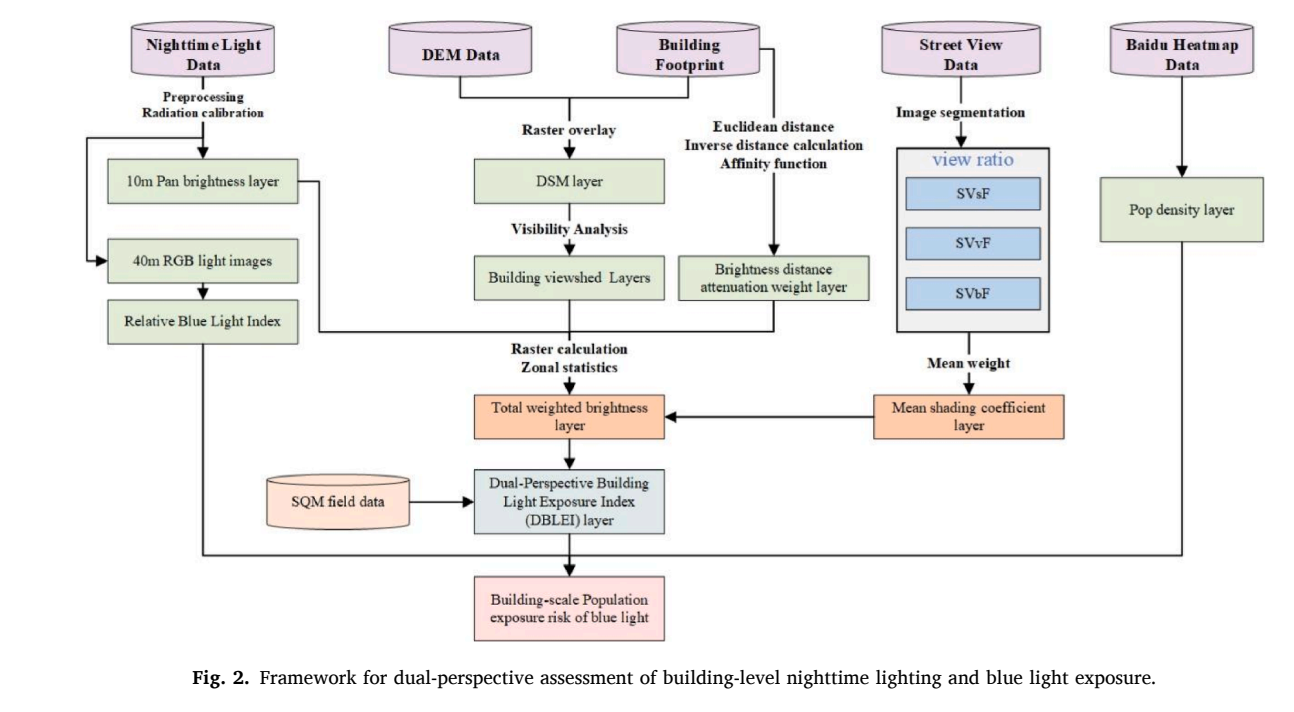 Nighttime Light
Data
DEM Data
Building
Footprint
Street View
Data
Baidu Heatmap
Data
Preprocessing
Radiation calibration
Raster overlay
Euclidean distance
Inverse distance calculation
Affinity function
Image segmentation
view ratio
10m Pan brightness layer
DSM layer
SVsF
Pop density layer
Visibility Analysis
SVvF
40m RGB light images
Building viewshed Layers
Brightness distance
attenuation weight layer
SVbF
Relative Blue Light Index
Raster calculation
Zonal statistics
Mean weight
Total weighted brightness
layer
Mean shading coefficient
layer
SQM field data
Dual-Perspective Building
Light Exposure Index
(DBLEI) layer
Building-scale Population
exposure risk of blue light
Fig. 2. Framework for dual-perspective assessment of building-level nighttime lighting and blue light exposure.